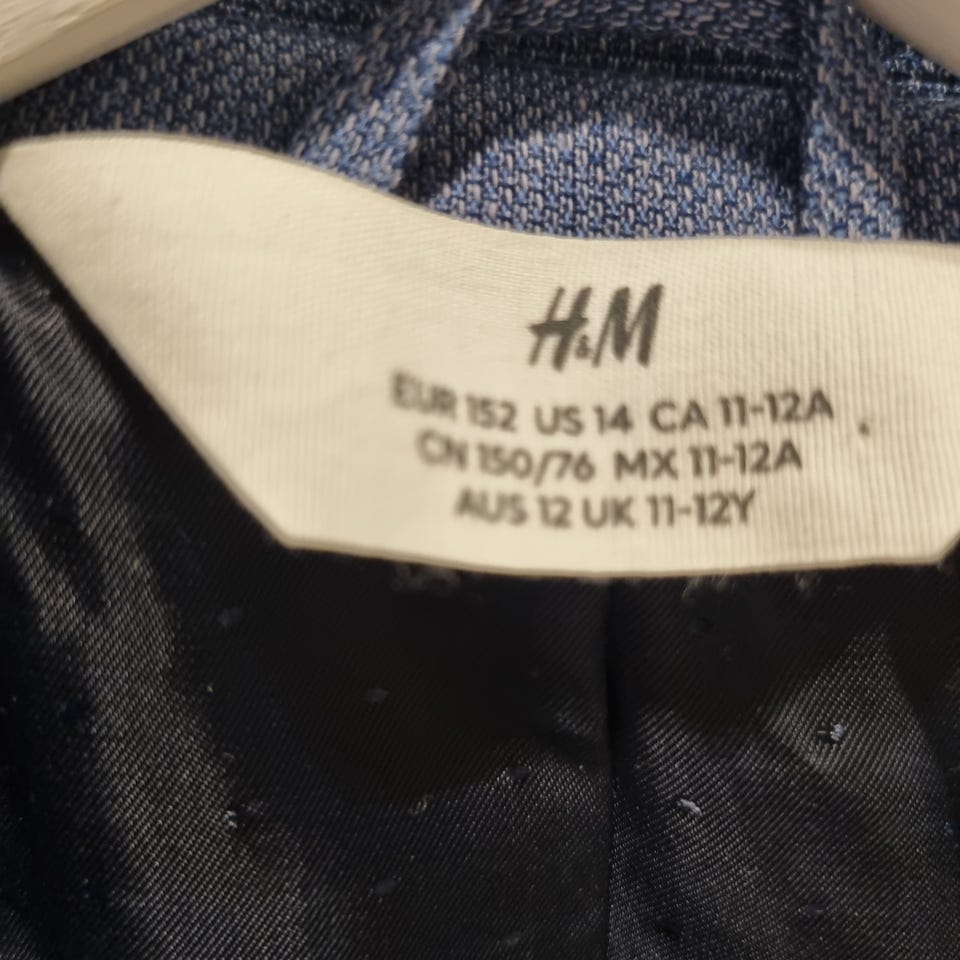 H&M
EUR 152 US 14 CA 11-12A
CN 150/76 MX 11-12A
AUS 12 UK 11-12Y